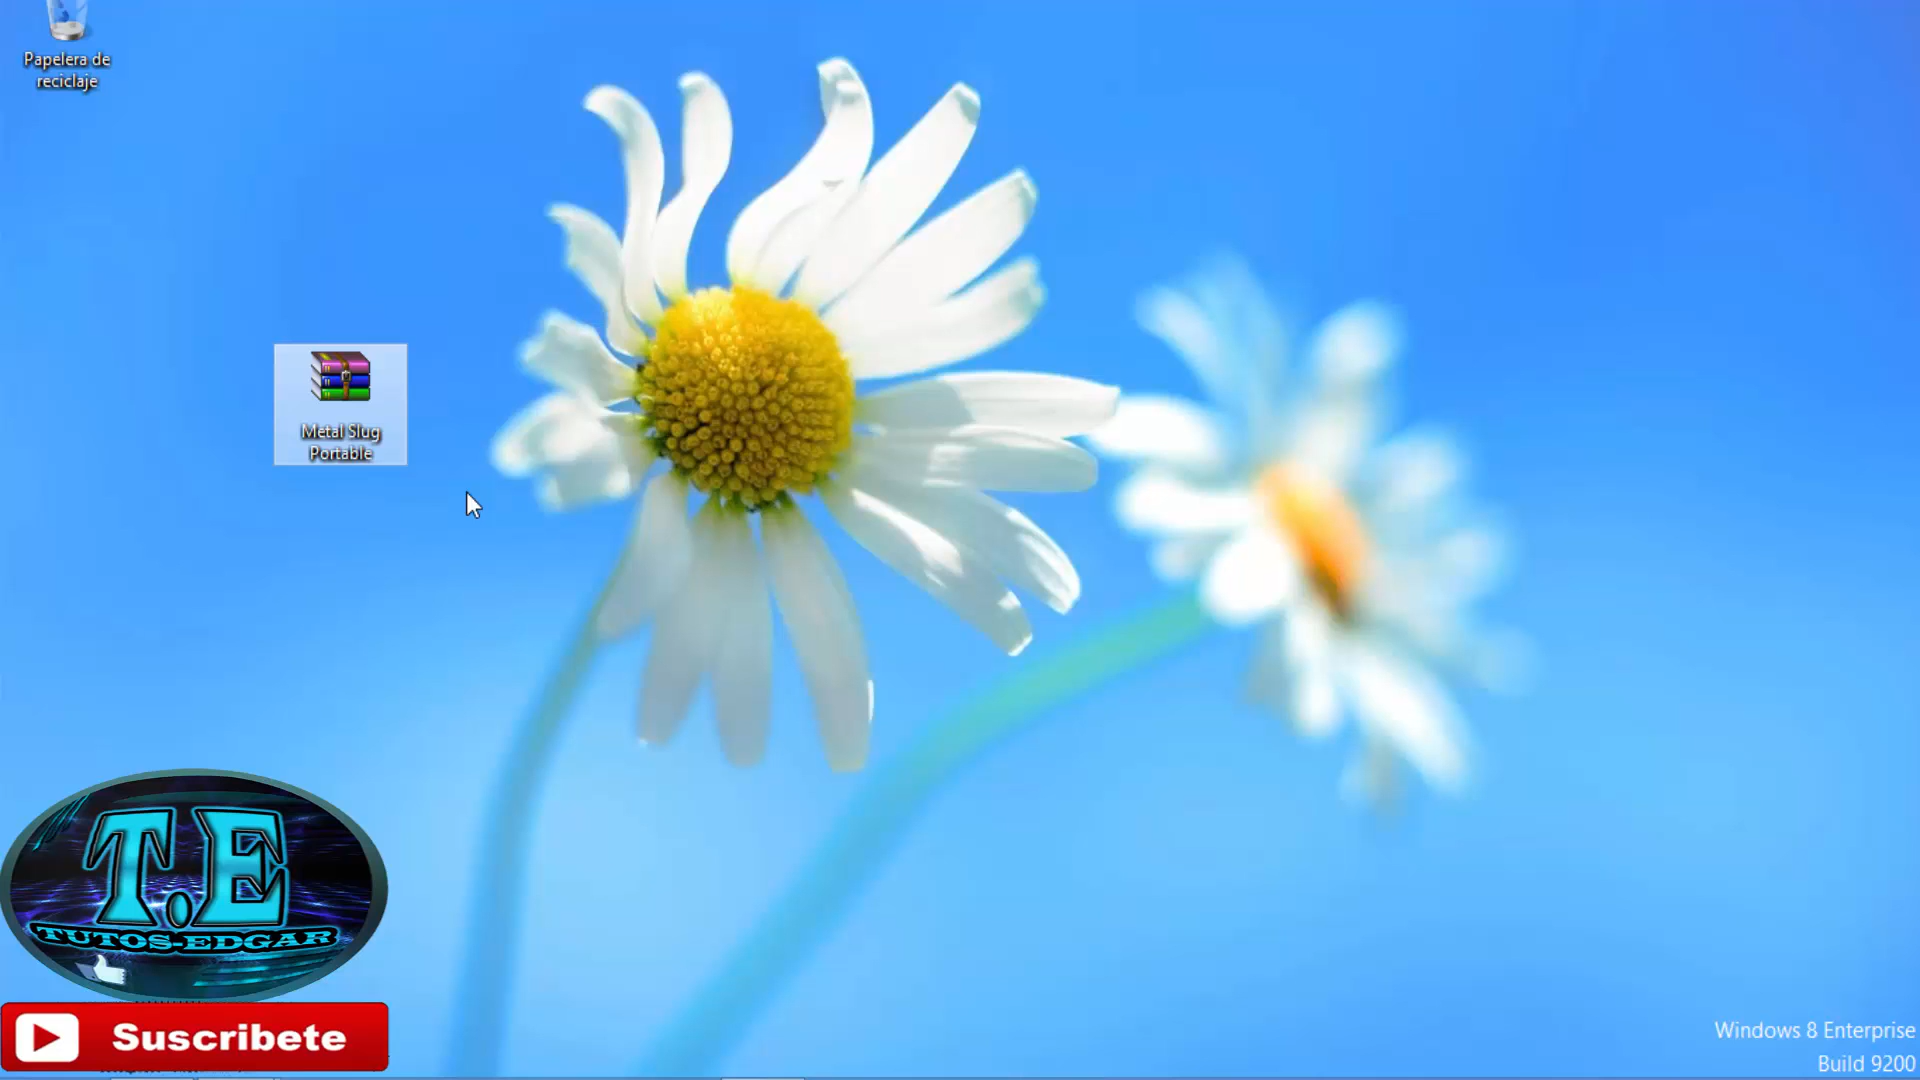 Papelera de
reciclaje
Metal Slug
Portable
T.E
TUTOS-EDGAR
Suscribete
Windows 8 Enterprise
Build 9200